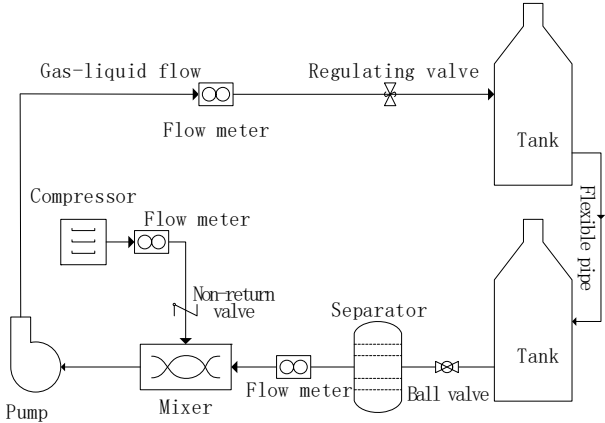 Gas-liquid flow
Regulating valve
Flow meter
Tank
Compressor
Flow meter
Flexible pipe
Non-return
valve
Separator
Tank
Flow meter
Ball valve
Mixer
Pump